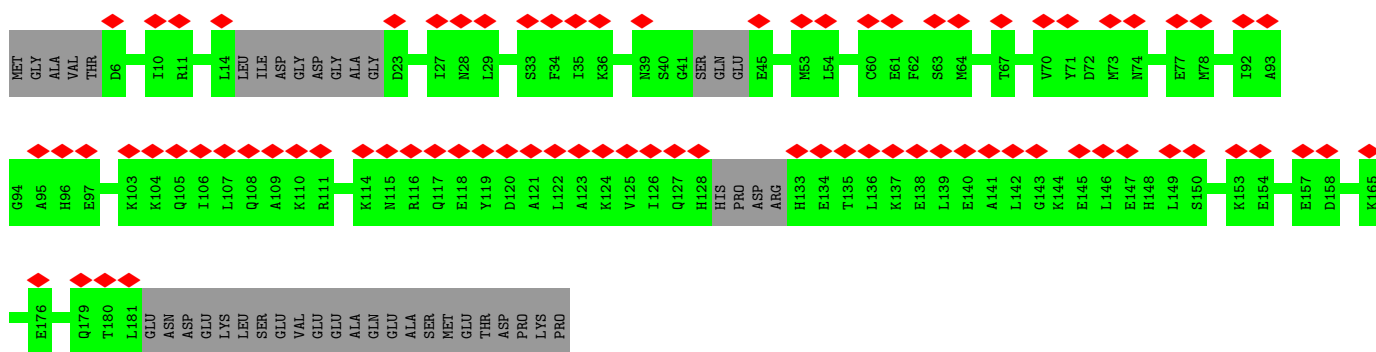 MET GLY ALA VAL THR D6 I10 R11 L14 LEU ILE ASP GLY ASP GLY ALA GLY D23 I27 N28 L29 S33 F34 I35 K36 N39 S40 G41 SER GLN GLU E45 M53 L54 C60 E61 F62 S63 M64 T67 V70 Y71 D72 M73 N74 E77 M78 I92 A93
G94 A95 H96 E97 K103 K104 Q105 I106 L107 Q108 A109 K110 R111 K114 N115 R116 Q117 E118 Y119 D120 A121 L122 A123 K124 V125 I126 Q127 H128 HIS PRO ASP ARG H133 E134 T135 L136 K137 E138 L139 E140 A141 L142 G143 K144 E145 L146 E147 H148 L149 S150 K153 E154 E157 D158 K165
E176 Q179 T180 L181 GLU ASN ASP GLU LYS LEU SER GLU VAL GLU GLU ALA GLN GLU ALA SER MET GLU THR ASP PRO LYS PRO